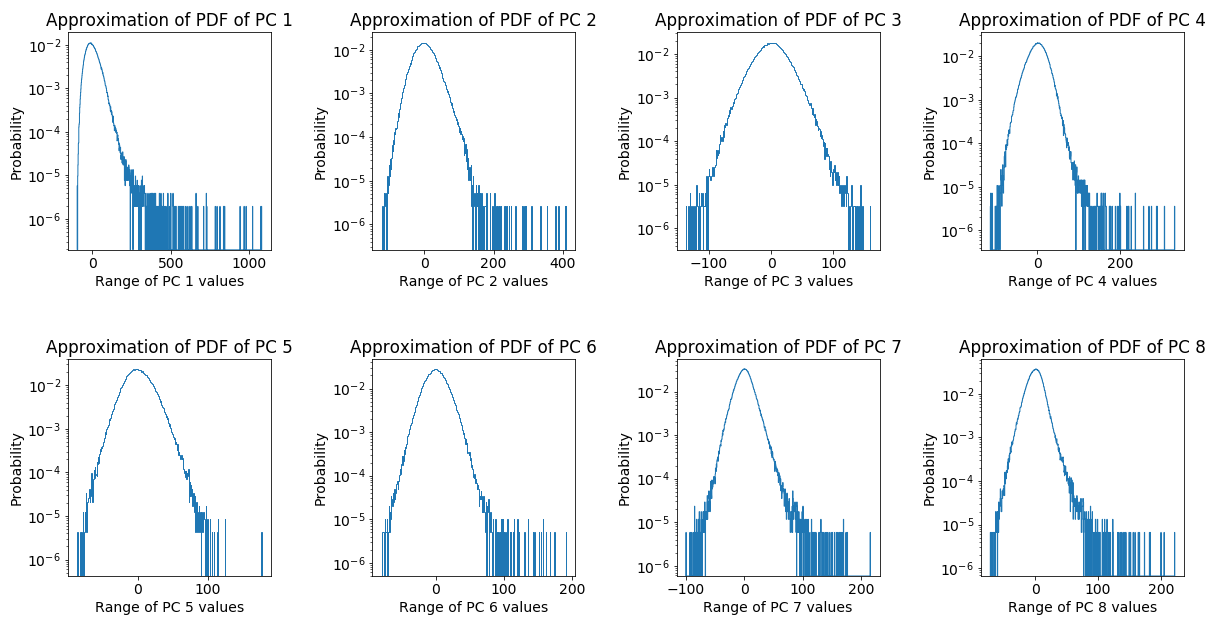 Approximation of PDF of PC 1
Probability
10⁻²
10⁻³
10⁻⁴
10⁻⁵
10⁻⁶
0 500 1000
Range of PC 1 values
Approximation of PDF of PC 2
Probability
10⁻²
10⁻³
10⁻⁴
10⁻⁵
10⁻⁶
0 200 400
Range of PC 2 values
Approximation of PDF of PC 3
Probability
10⁻²
10⁻³
10⁻⁴
10⁻⁵
10⁻⁶
−100 0 100
Range of PC 3 values
Approximation of PDF of PC 4
Probability
10⁻²
10⁻³
10⁻⁴
10⁻⁵
10⁻⁶
0 200
Range of PC 4 values
Approximation of PDF of PC 5
Probability
10⁻²
10⁻³
10⁻⁴
10⁻⁵
10⁻⁶
0 100
Range of PC 5 values
Approximation of PDF of PC 6
Probability
10⁻²
10⁻³
10⁻⁴
10⁻⁵
10⁻⁶
0 100 200
Range of PC 6 values
Approximation of PDF of PC 7
Probability
10⁻²
10⁻³
10⁻⁴
10⁻⁵
10⁻⁶
−100 0 100 200
Range of PC 7 values
Approximation of PDF of PC 8
Probability
10⁻²
10⁻³
10⁻⁴
10⁻⁵
10⁻⁶
0 100 200
Range of PC 8 values